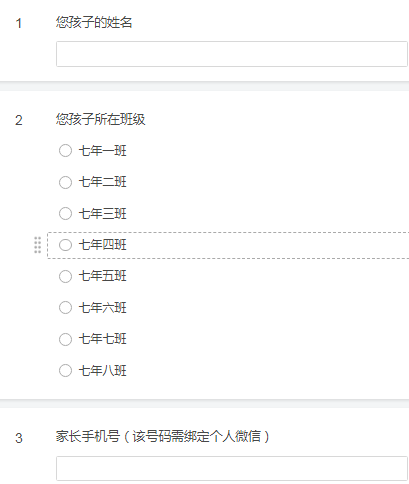 1 您孩子的姓名
2 您孩子所在班级
七年一班
七年二班
七年三班
七年四班
七年五班
七年六班
七年七班
七年八班
3 家长手机号（该号码需绑定个人微信）